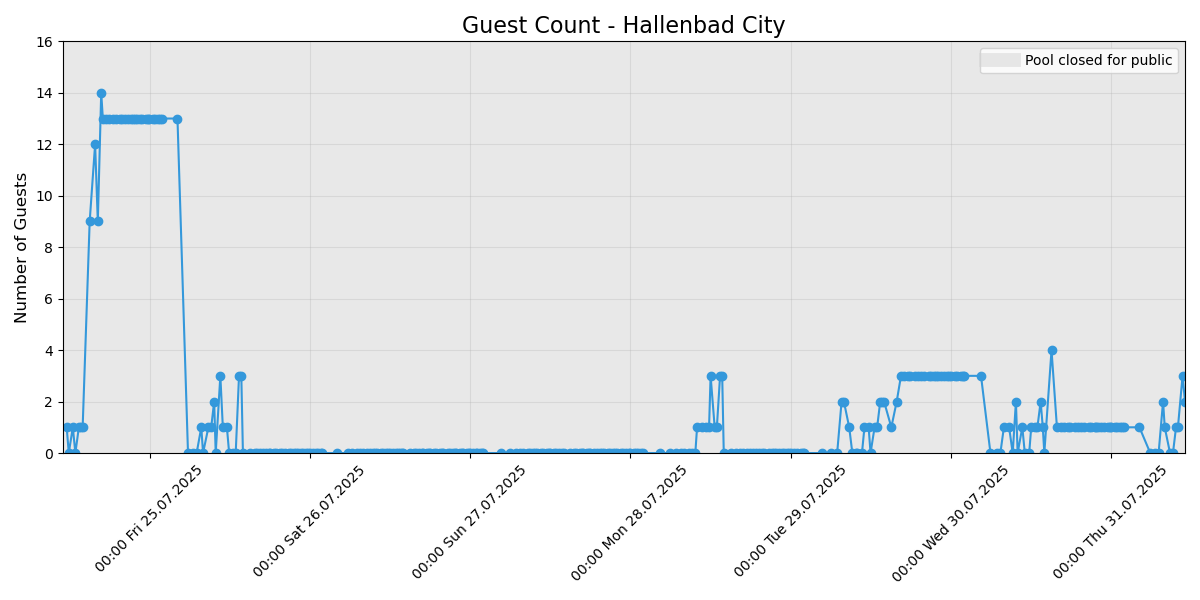 Guest Count - Hallenbad City
Pool closed for public
Number of Guests
16
14
12
10
8
6
4
2
0
00:00 Fri 25.07.2025
00:00 Sat 26.07.2025
00:00 Sun 27.07.2025
00:00 Mon 28.07.2025
00:00 Tue 29.07.2025
00:00 Wed 30.07.2025
00:00 Thu 31.07.2025